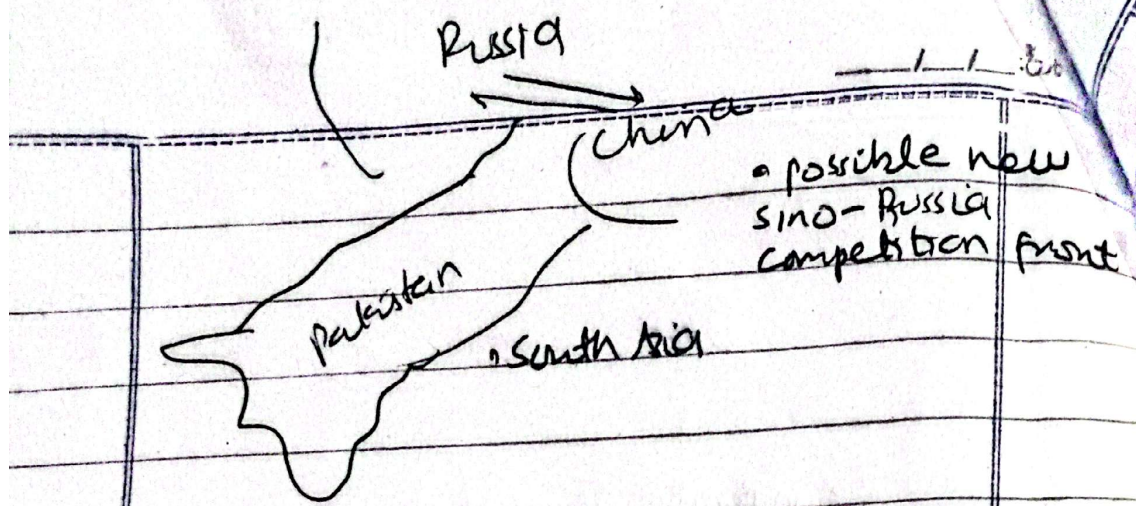 Russia
China
• possible new
sino-Russia
competition front
Pakistan
• South Asia